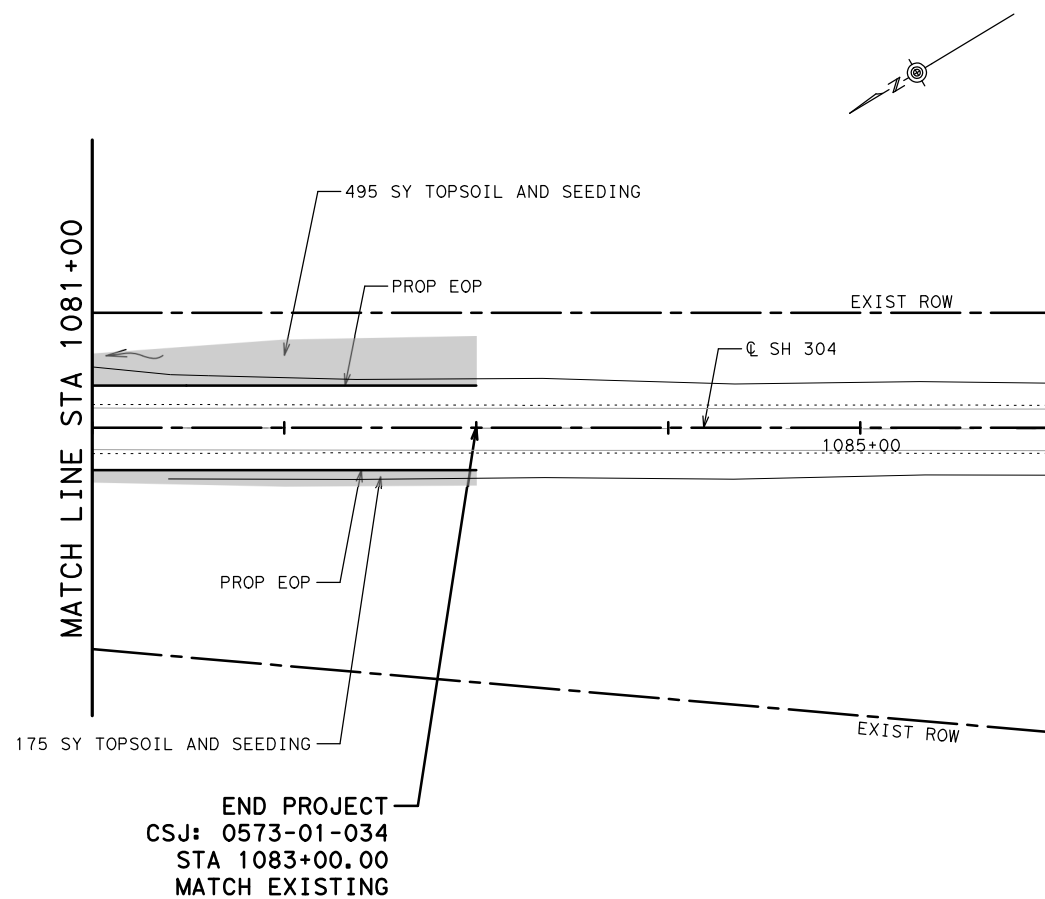 N
495 SY TOPSOIL AND SEEDING
PROP EOP
EXIST ROW
℄ SH 304
MATCH LINE STA 1081+00
1085+00
PROP EOP
EXIST ROW
175 SY TOPSOIL AND SEEDING
END PROJECT
CSJ: 0573-01-034
STA 1083+00.00
MATCH EXISTING